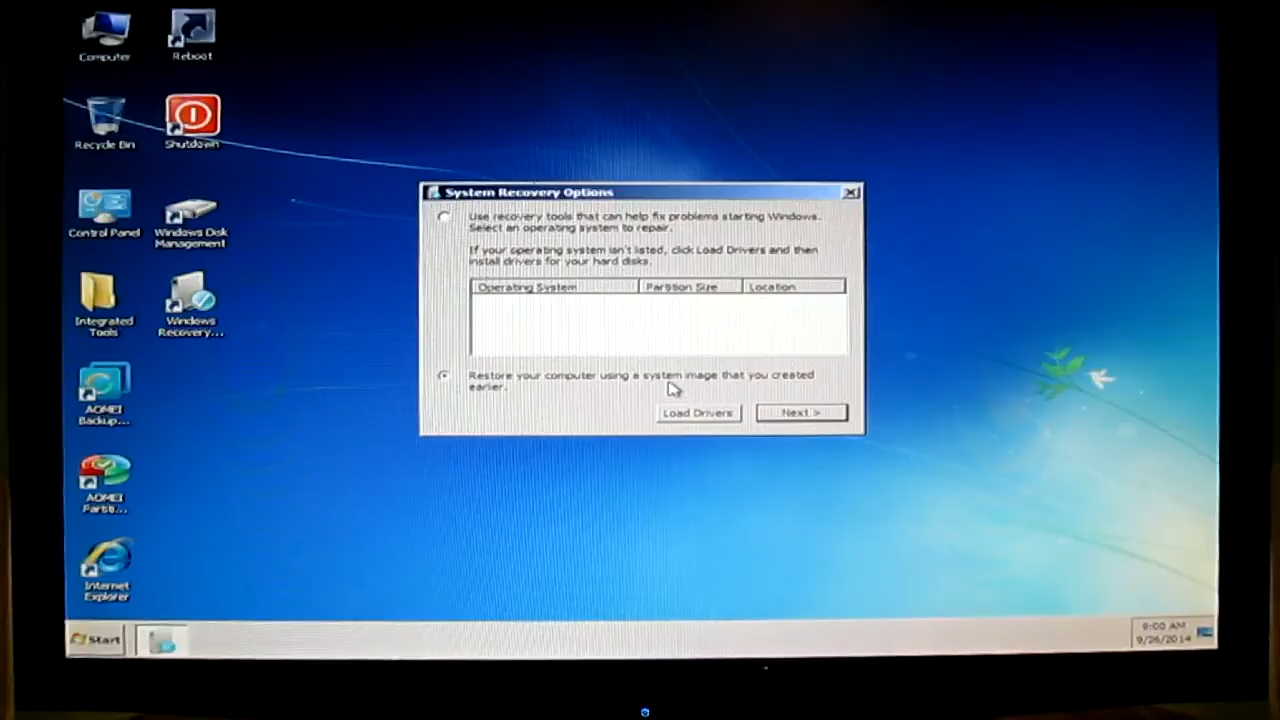 Computer
Reboot
Recycle Bin
Shutdown
Control Panel
Windows Disk
Management
Integrated
Tools
Windows
Recovery...
AOMEI
Backup...
AOMEI
Partiti...
Internet
Explorer
System Recovery Options
Use recovery tools that can help fix problems starting Windows.
Select an operating system to repair.
If your operating system isn't listed, click Load Drivers and then
install drivers for your hard disks.
Operating System Partition Size Location
Restore your computer using a system image that you created
earlier.
Load Drivers Next >
Start
9:00 AM
9/26/2014